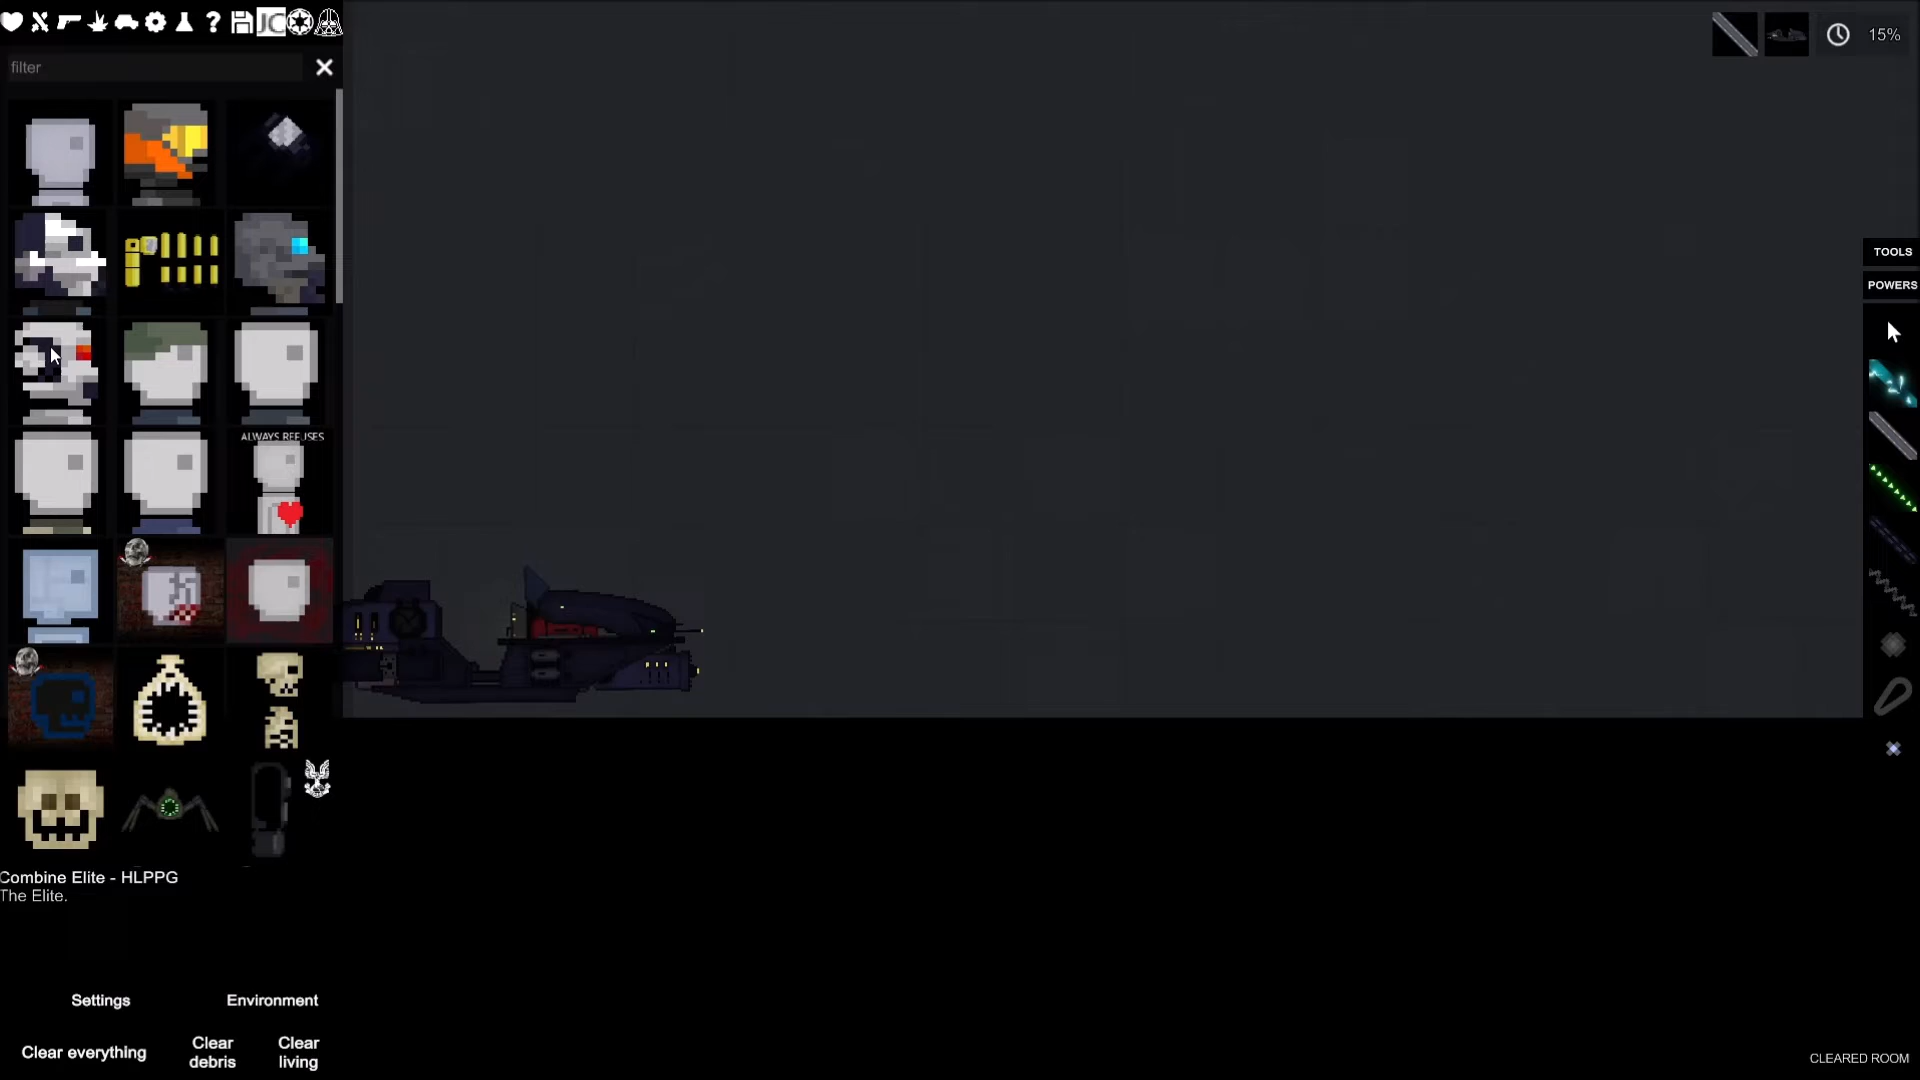 JC
filter
15%
TOOLS
POWERS
ALWAYS REFUSES
Combine Elite - HLPPG
The Elite.
Settings
Environment
Clear everything
Clear
debris
Clear
living
CLEARED ROOM